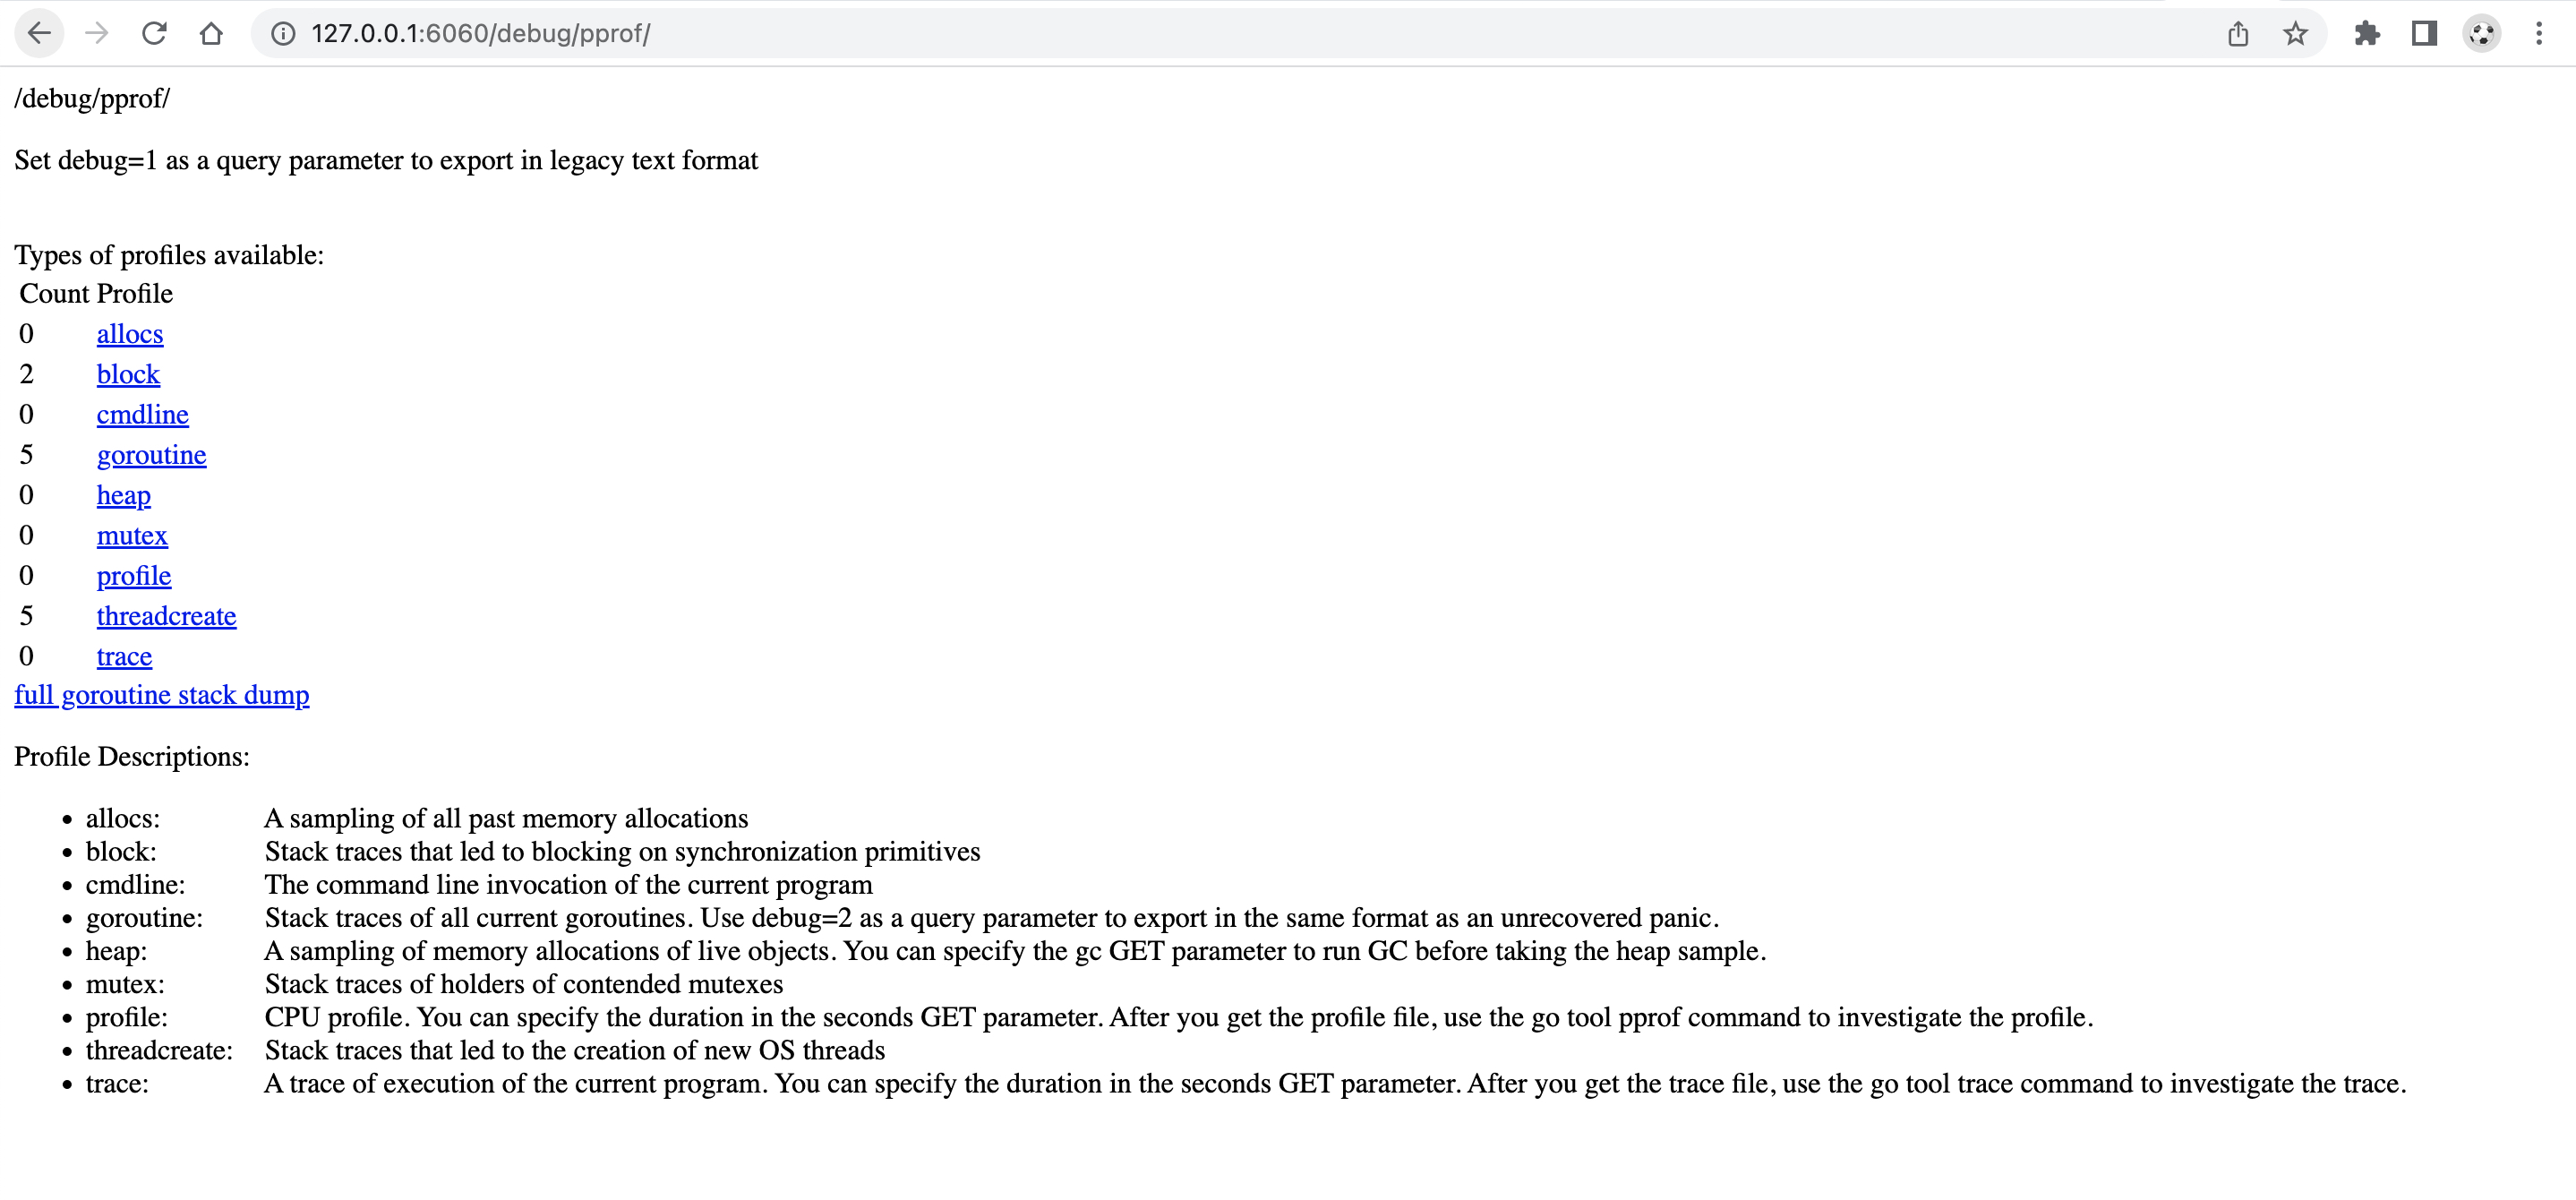 127.0.0.1:6060/debug/pprof/
/debug/pprof/
Set debug=1 as a query parameter to export in legacy text format
Types of profiles available:
Count Profile
0 allocs
2 block
0 cmdline
5 goroutine
0 heap
0 mutex
0 profile
5 threadcreate
0 trace
full goroutine stack dump
Profile Descriptions:
• allocs: A sampling of all past memory allocations
• block: Stack traces that led to blocking on synchronization primitives
• cmdline: The command line invocation of the current program
• goroutine: Stack traces of all current goroutines. Use debug=2 as a query parameter to export in the same format as an unrecovered panic.
• heap: A sampling of memory allocations of live objects. You can specify the gc GET parameter to run GC before taking the heap sample.
• mutex: Stack traces of holders of contended mutexes
• profile: CPU profile. You can specify the duration in the seconds GET parameter. After you get the profile file, use the go tool pprof command to investigate the profile.
• threadcreate: Stack traces that led to the creation of new OS threads
• trace: A trace of execution of the current program. You can specify the duration in the seconds GET parameter. After you get the trace file, use the go tool trace command to investigate the trace.